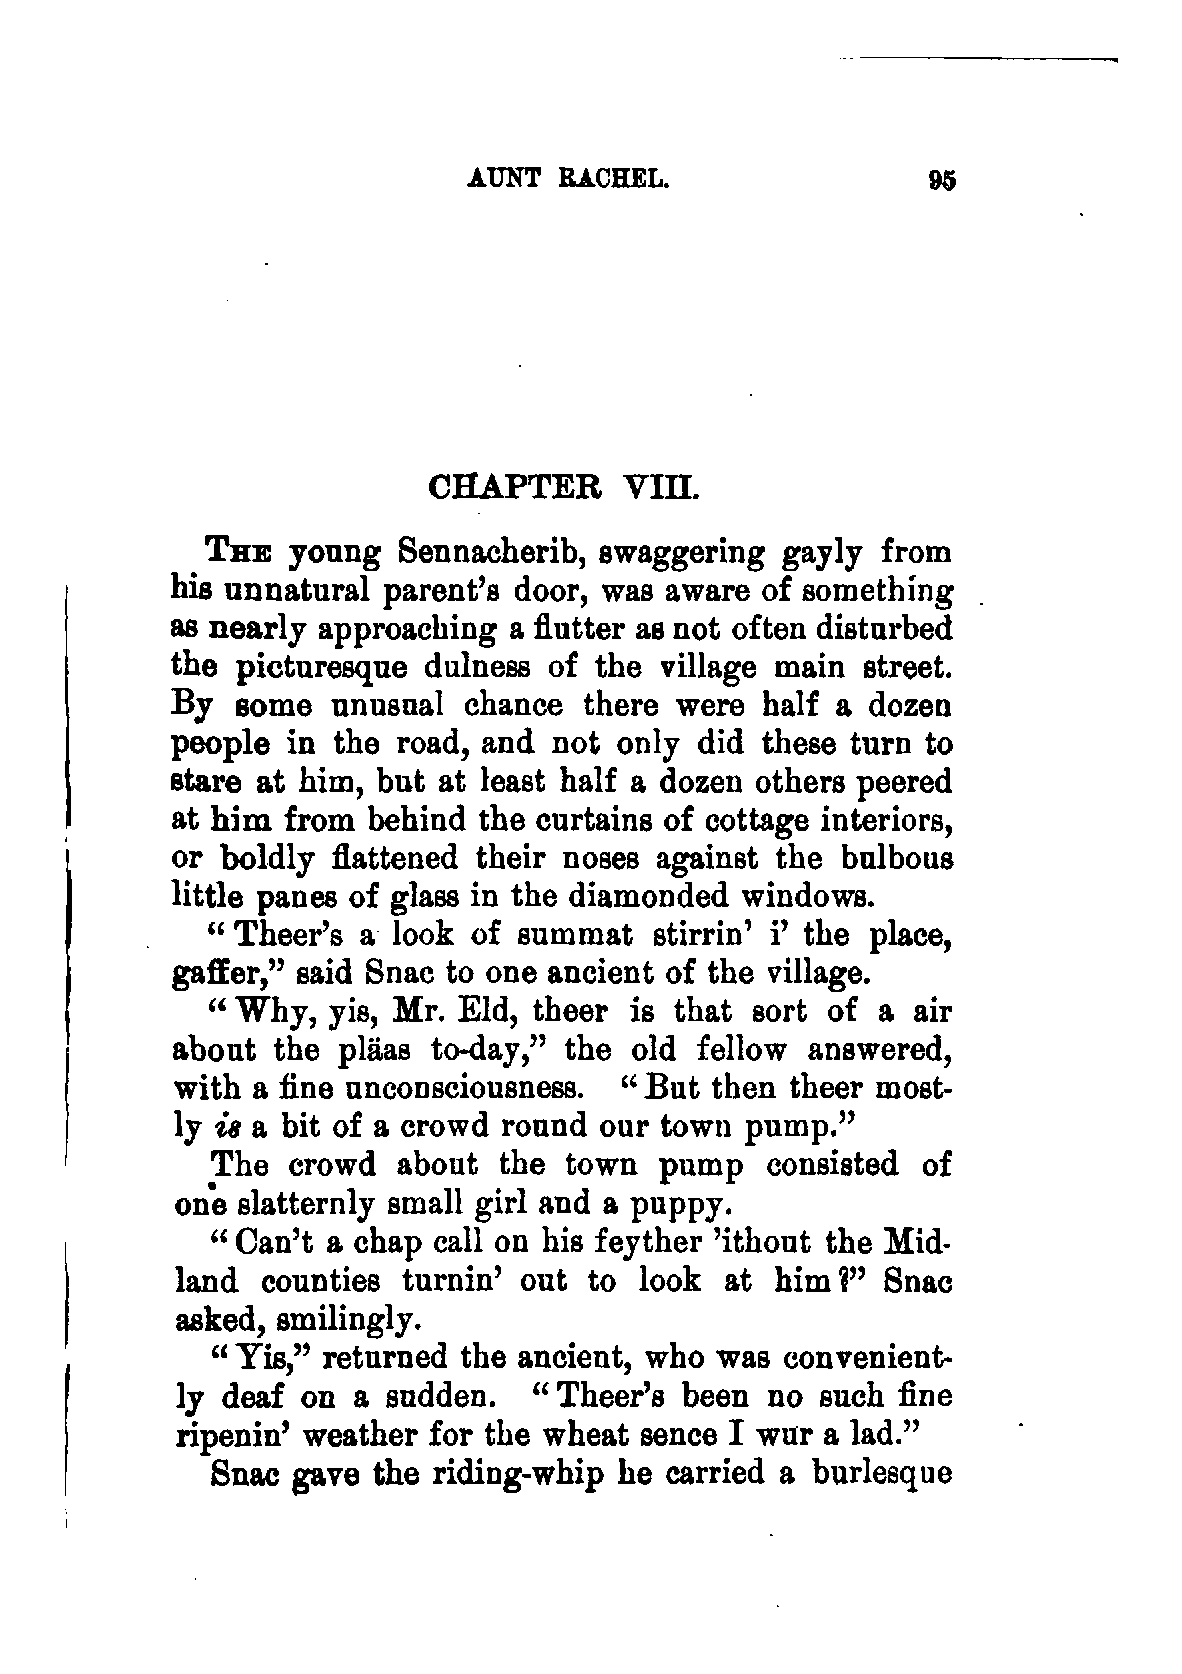 AUNT RACHEL. 95
CHAPTER VIII.
THE young Sennacherib, swaggering gayly from
his unnatural parent's door, was aware of something
as nearly approaching a flutter as not often disturbed
the picturesque dulness of the village main street.
By some unusual chance there were half a dozen
people in the road, and not only did these turn to
stare at him, but at least half a dozen others peered
at him from behind the curtains of cottage interiors,
or boldly flattened their noses against the bulbous
little panes of glass in the diamonded windows.
“Theer's a look of summat stirrin' i' the place,
gaffer,” said Snac to one ancient of the village.
“Why, yis, Mr. Eld, theer is that sort of a air
about the pläas to-day,” the old fellow answered,
with a fine unconsciousness. “But then theer most-
ly is a bit of a crowd round our town pump.”
The crowd about the town pump consisted of
one slatternly small girl and a puppy.
“Can't a chap call on his feyther 'ithout the Mid-
land counties turnin' out to look at him?” Snac
asked, smilingly.
“Yis,” returned the ancient, who was convenient-
ly deaf on a sudden. “Theer's been no such fine
ripenin' weather for the wheat sence I wur a lad.”
Snac gave the riding-whip he carried a burlesque